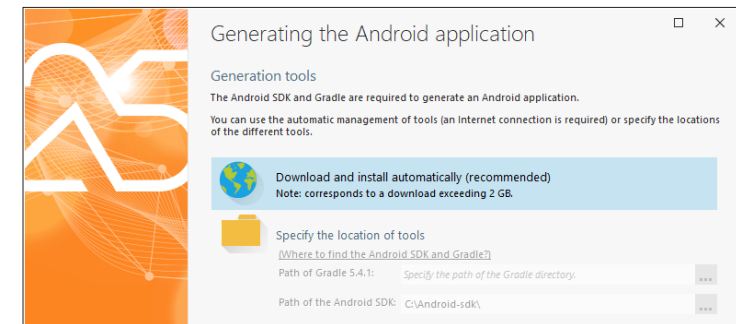 Generating the Android application
Generation tools
The Android SDK and Gradle are required to generate an Android application.
You can use the automatic management of tools (an Internet connection is required) or specify the locations
of the different tools.
Download and install automatically (recommended)
Note: corresponds to a download exceeding 2 GB.
Specify the location of tools
(Where to find the Android SDK and Gradle?)
Path of Gradle 5.4.1: Specify the path of the Gradle directory. ...
Path of the Android SDK: C:\Android-sdk\ ...